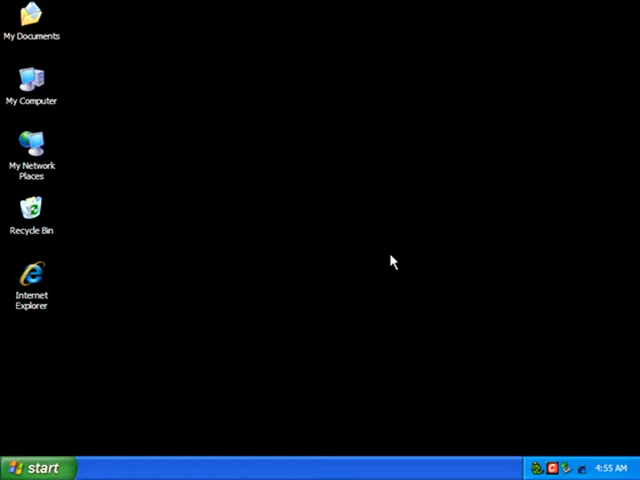 My Documents
My Computer
My Network
Places
Recycle Bin
Internet
Explorer
start
C
4:55 AM